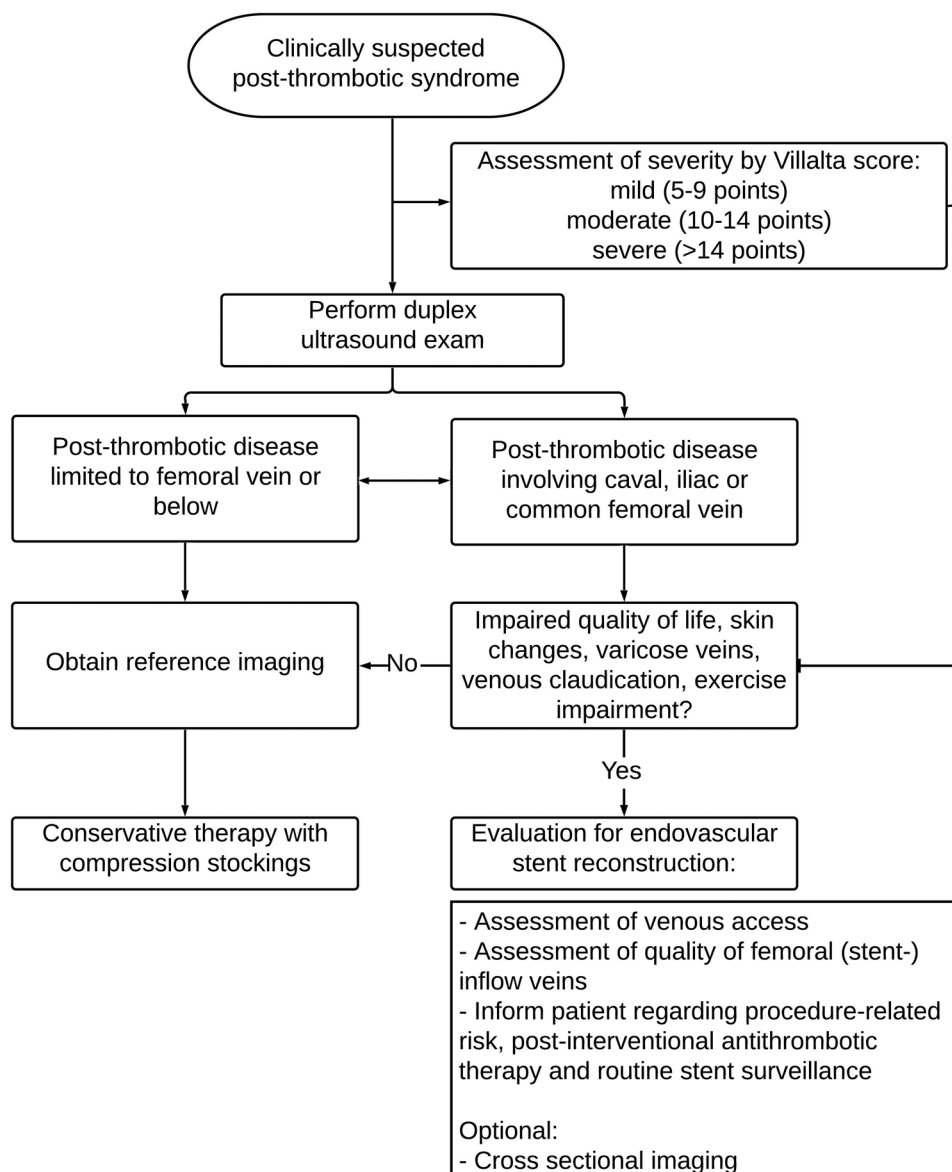 Clinically suspected
post-thrombotic syndrome
Assessment of severity by Villalta score:
mild (5-9 points)
moderate (10-14 points)
severe (>14 points)
Perform duplex
ultrasound exam
Post-thrombotic disease
limited to femoral vein or
below
Post-thrombotic disease
involving caval, iliac or
common femoral vein
Obtain reference imaging
No
Impaired quality of life, skin
changes, varicose veins,
venous claudication, exercise
impairment?
Yes
Conservative therapy with
compression stockings
Evaluation for endovascular
stent reconstruction:
- Assessment of venous access
- Assessment of quality of femoral (stent-)
inflow veins
- Inform patient regarding procedure-related
risk, post-interventional antithrombotic
therapy and routine stent surveillance
Optional:
- Cross sectional imaging